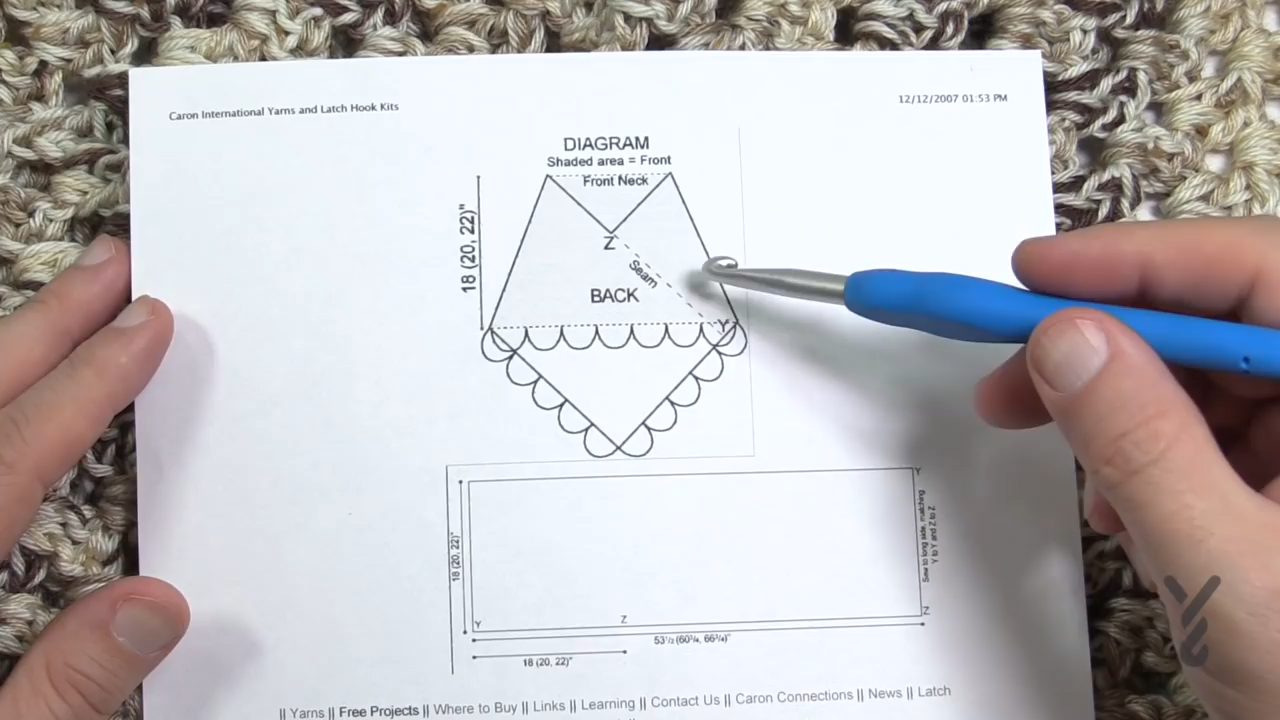 Caron International Yarns and Latch Hook Kits
12/12/2007 01:53 PM
DIAGRAM
Shaded area = Front
Front Neck
18 (20, 22)"
Z
Seam
BACK
Y
Y
18 (20, 22)"
Sew to long side, matching
Y to Y and Z to Z
Y
Z
Z
53½ (60¾, 66¾)"
18 (20, 22)"
|| Yarns || Free Projects || Where to Buy || Links || Learning || Contact Us || Caron Connections || News || Latch